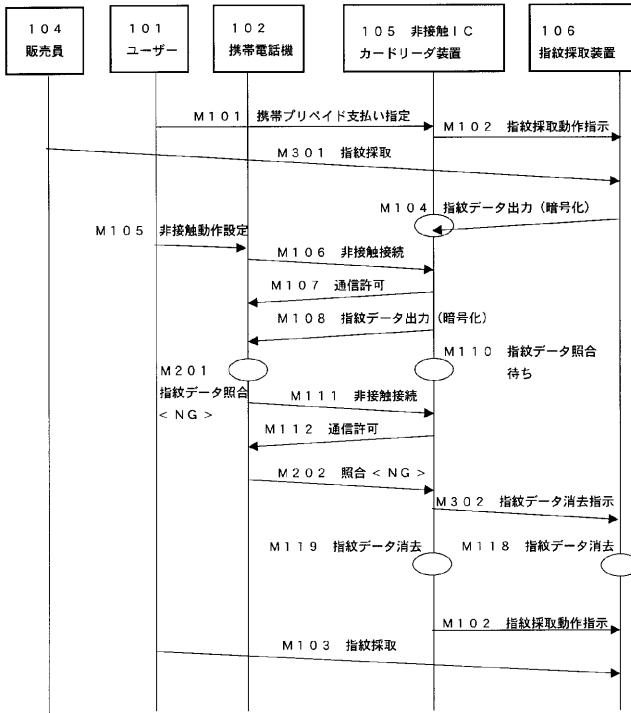 １０４
販売員
１０１
ユーザー
１０２
携帯電話機
１０５ 非接触ＩＣ
カードリーダ装置
１０６
指紋採取装置
Ｍ１０１ 携帯プリペイド支払い指定
Ｍ１０２ 指紋採取動作指示
Ｍ３０１ 指紋採取
Ｍ１０４ 指紋データ出力（暗号化）
Ｍ１０５ 非接触動作設定
Ｍ１０６ 非接触接続
Ｍ１０７ 通信許可
Ｍ１０８ 指紋データ出力（暗号化）
Ｍ１１０ 指紋データ照合
待ち
Ｍ２０１
指紋データ照合
＜ＮＧ＞
Ｍ１１１ 非接触接続
Ｍ１１２ 通信許可
Ｍ２０２ 照合＜ＮＧ＞
Ｍ３０２ 指紋データ消去指示
Ｍ１１９ 指紋データ消去
Ｍ１１８ 指紋データ消去
Ｍ１０２ 指紋採取動作指示
Ｍ１０３ 指紋採取